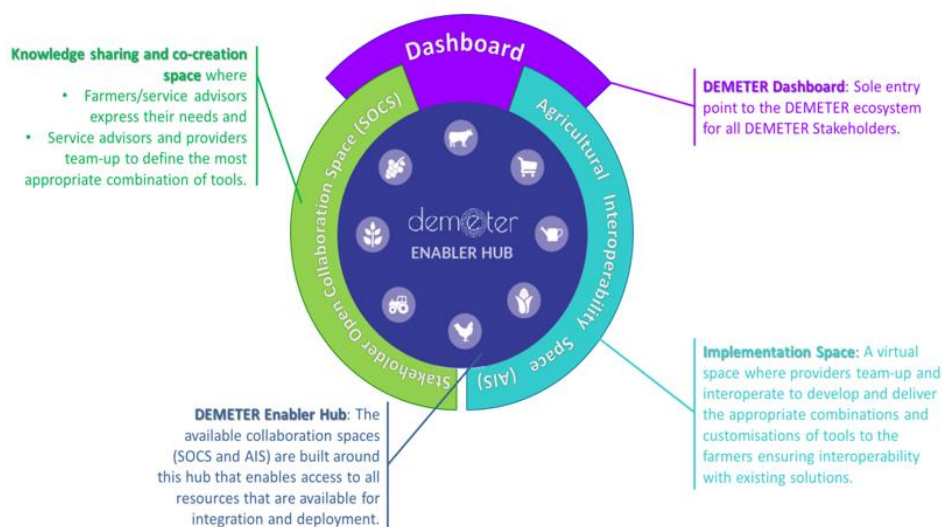 Dashboard
Stakeholder Open Collaboration Space (SOCS)
Agricultural Interoperability Space (AIS)
demeter
ENABLER HUB
Knowledge sharing and co-creation
space where
• Farmers/service advisors
express their needs and
• Service advisors and providers
team-up to define the most
appropriate combination of tools.
DEMETER Dashboard: Sole entry
point to the DEMETER ecosystem
for all DEMETER Stakeholders.
Implementation Space: A virtual
space where providers team-up and
interoperate to develop and deliver
the appropriate combinations and
customisations of tools to the
farmers ensuring interoperability
with existing solutions.
DEMETER Enabler Hub: The
available collaboration spaces
(SOCS and AIS) are built around
this hub that enables access to all
resources that are available for
integration and deployment.